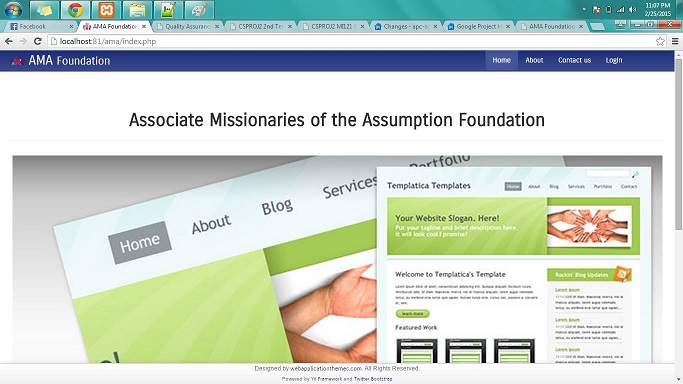 11:07 PM
2/25/2015
Facebook
AMA Foundation
Quality Assuranc
CSPROJ2 2nd Te
CSPROJ2 MI121
Changes - apc-so
Google Project H
AMA Foundation
localhost:81/ama/index.php
AMA Foundation
Home About Contact us Login
Associate Missionaries of the Assumption Foundation
Home About Blog Services Portfolio
Templatica Templates
Home About Blog Services Portfolio Contact
Your Website Slogan. Here!
Put your tagline and brief description here,
it will look cool I promise!
Welcome to Templatica's Template
learn more
Featured Work
Rockin' Blog Updates
Lorem Ipsum
Lorem Ipsum
Lorem Ipsum
Designed by webapplicationthemes.com. All Rights Reserved.
Powered by Yii Framework and Twitter Bootstrap